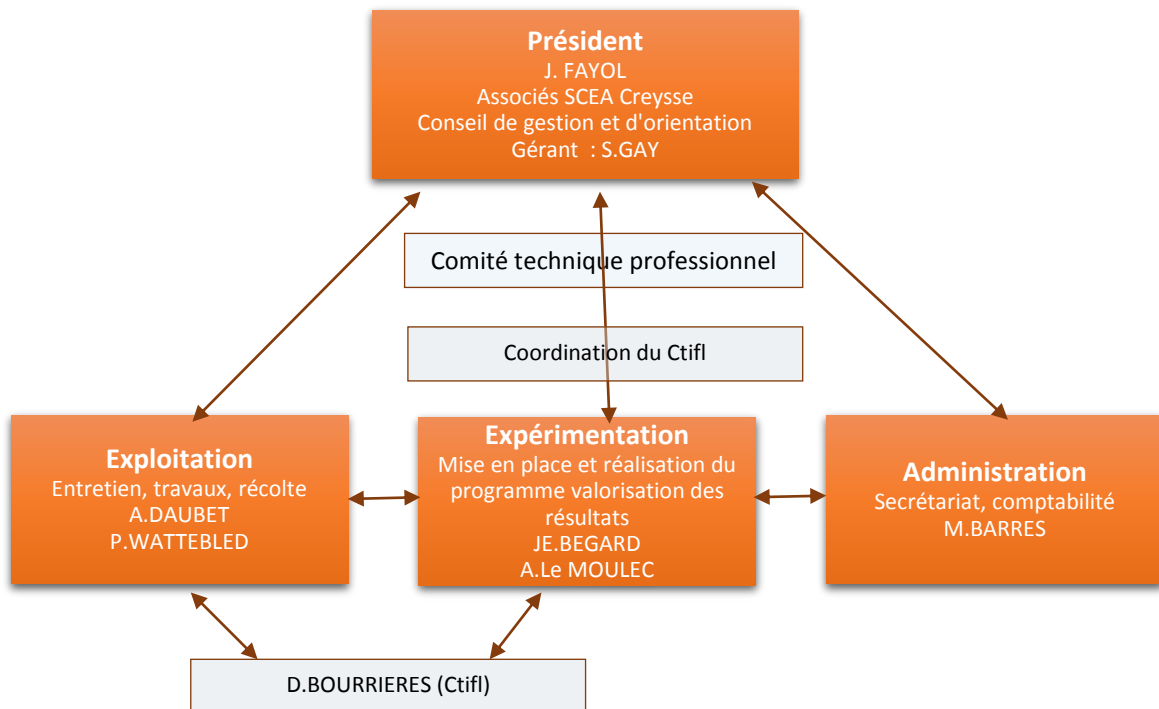 Président
J. FAYOL
Associés SCEA Creysse
Conseil de gestion et d'orientation
Gérant : S.GAY
Comité technique professionnel
Coordination du Ctifl
Exploitation
Entretien, travaux, récolte
A.DAUBET
P.WATTEBLED
Expérimentation
Mise en place et réalisation du
programme valorisation des
résultats
JE.BEGARD
A.Le MOULEC
Administration
Secrétariat, comptabilité
M.BARRES
D.BOURRIERES (Ctifl)